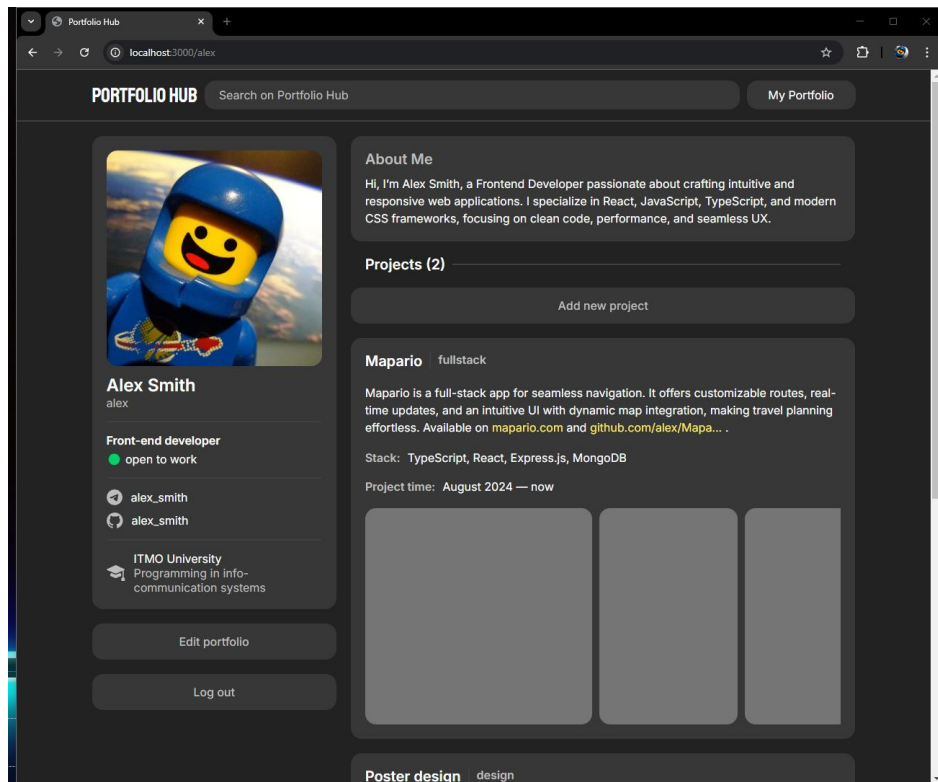 Portfolio Hub
localhost:3000/alex
PORTFOLIO HUB
Search on Portfolio Hub
My Portfolio
Alex Smith
alex
Front-end developer
open to work
alex_smith
alex_smith
ITMO University
Programming in info-
communication systems
Edit portfolio
Log out
About Me
Hi, I'm Alex Smith, a Frontend Developer passionate about crafting intuitive and
responsive web applications. I specialize in React, JavaScript, TypeScript, and modern
CSS frameworks, focusing on clean code, performance, and seamless UX.
Projects (2)
Add new project
Mapario fullstack
Mapario is a full-stack app for seamless navigation. It offers customizable routes, real-
time updates, and an intuitive UI with dynamic map integration, making travel planning
effortless. Available on mapario.com and github.com/alex/Mapa... .
Stack: TypeScript, React, Express.js, MongoDB
Project time: August 2024 — now
Poster design design